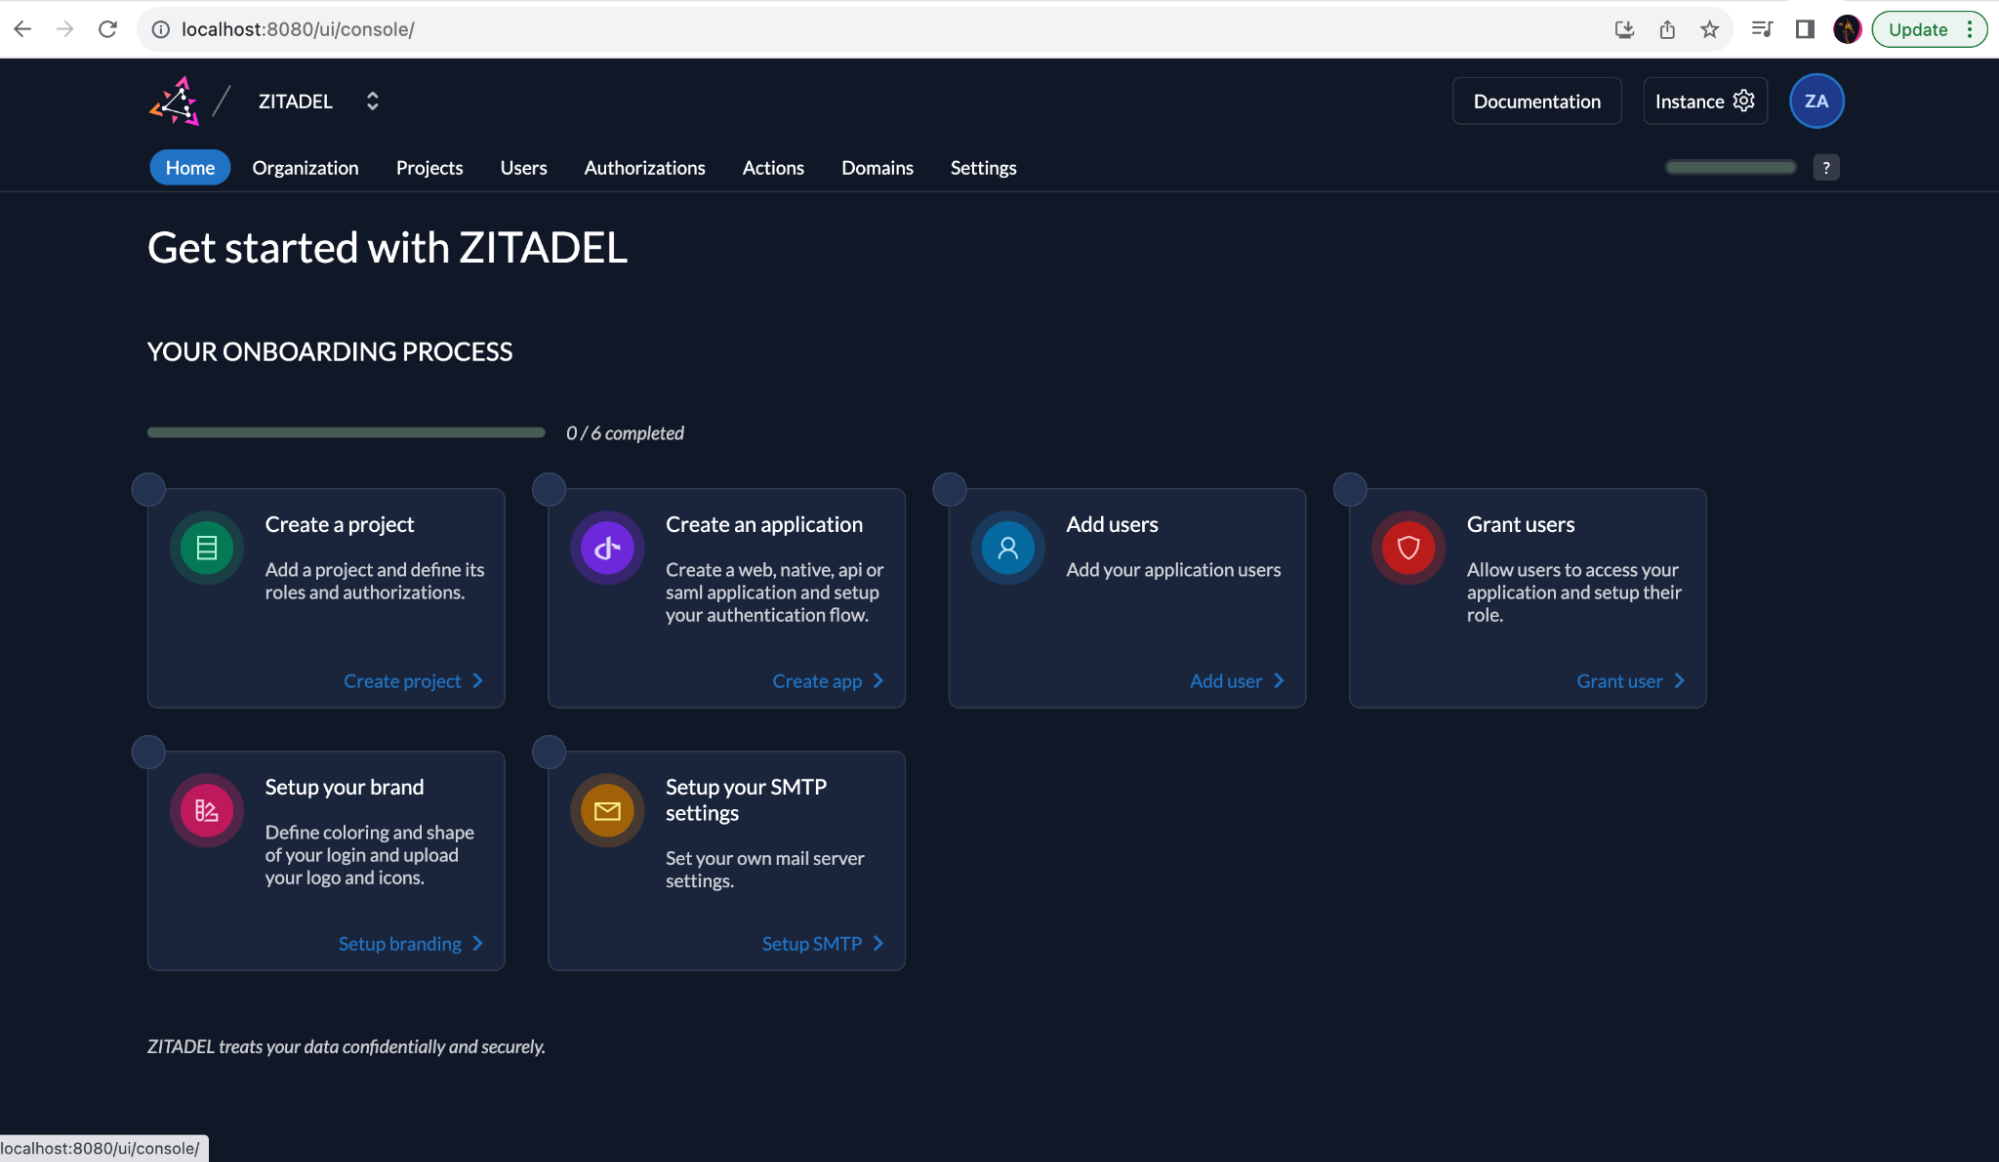 localhost:8080/ui/console/
Update
ZITADEL
Documentation
Instance
ZA
Home
Organization
Projects
Users
Authorizations
Actions
Domains
Settings
?
Get started with ZITADEL
YOUR ONBOARDING PROCESS
0 / 6 completed
Create a project
Add a project and define its
roles and authorizations.
Create project
Create an application
Create a web, native, api or
saml application and setup
your authentication flow.
Create app
Add users
Add your application users
Add user
Grant users
Allow users to access your
application and setup their
role.
Grant user
Setup your brand
Define coloring and shape
of your login and upload
your logo and icons.
Setup branding
Setup your SMTP
settings
Set your own mail server
settings.
Setup SMTP
ZITADEL treats your data confidentially and securely.
localhost:8080/ui/console/